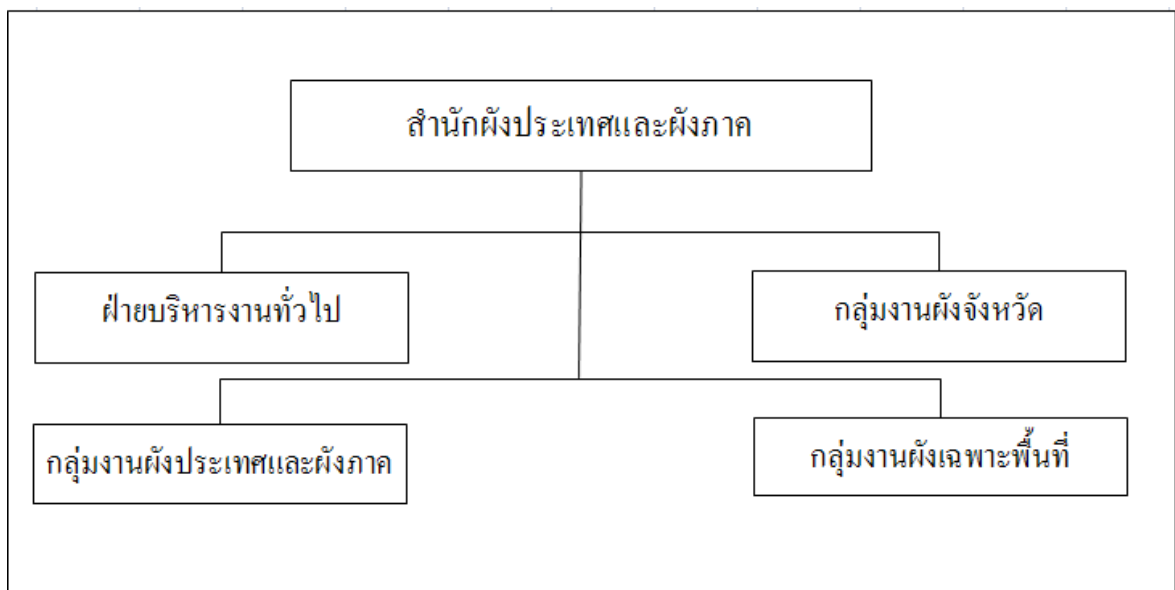 สำนักผังประเทศและผังภาค
ฝ่ายบริหารงานทั่วไป
กลุ่มงานผังจังหวัด
กลุ่มงานผังประเทศและผังภาค
กลุ่มงานผังเฉพาะพื้นที่